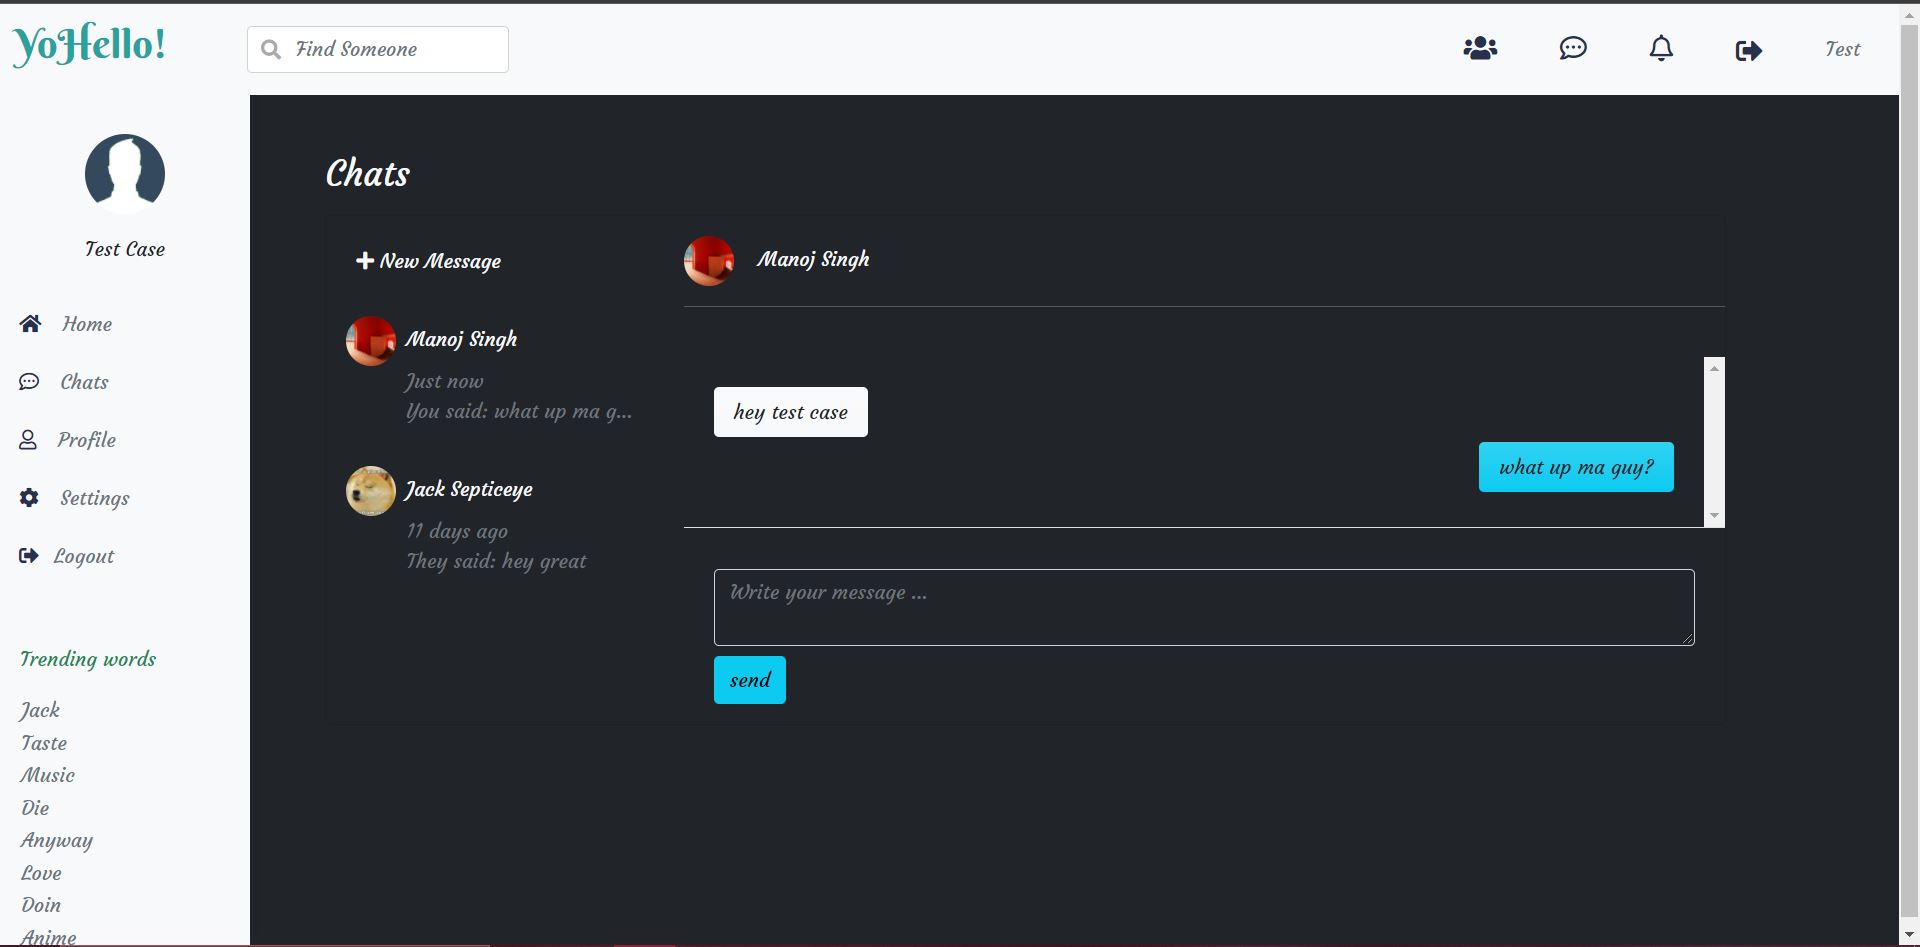 YoHello!
Find Someone
Test
Test Case
Home
Chats
Profile
Settings
Logout
Trending words
Jack
Taste
Music
Die
Anyway
Love
Doin
Anime
Chats
New Message
Manoj Singh
Just now
You said: what up ma g...
Jack Septiceye
11 days ago
They said: hey great
Manoj Singh
hey test case
what up ma guy?
Write your message ...
send